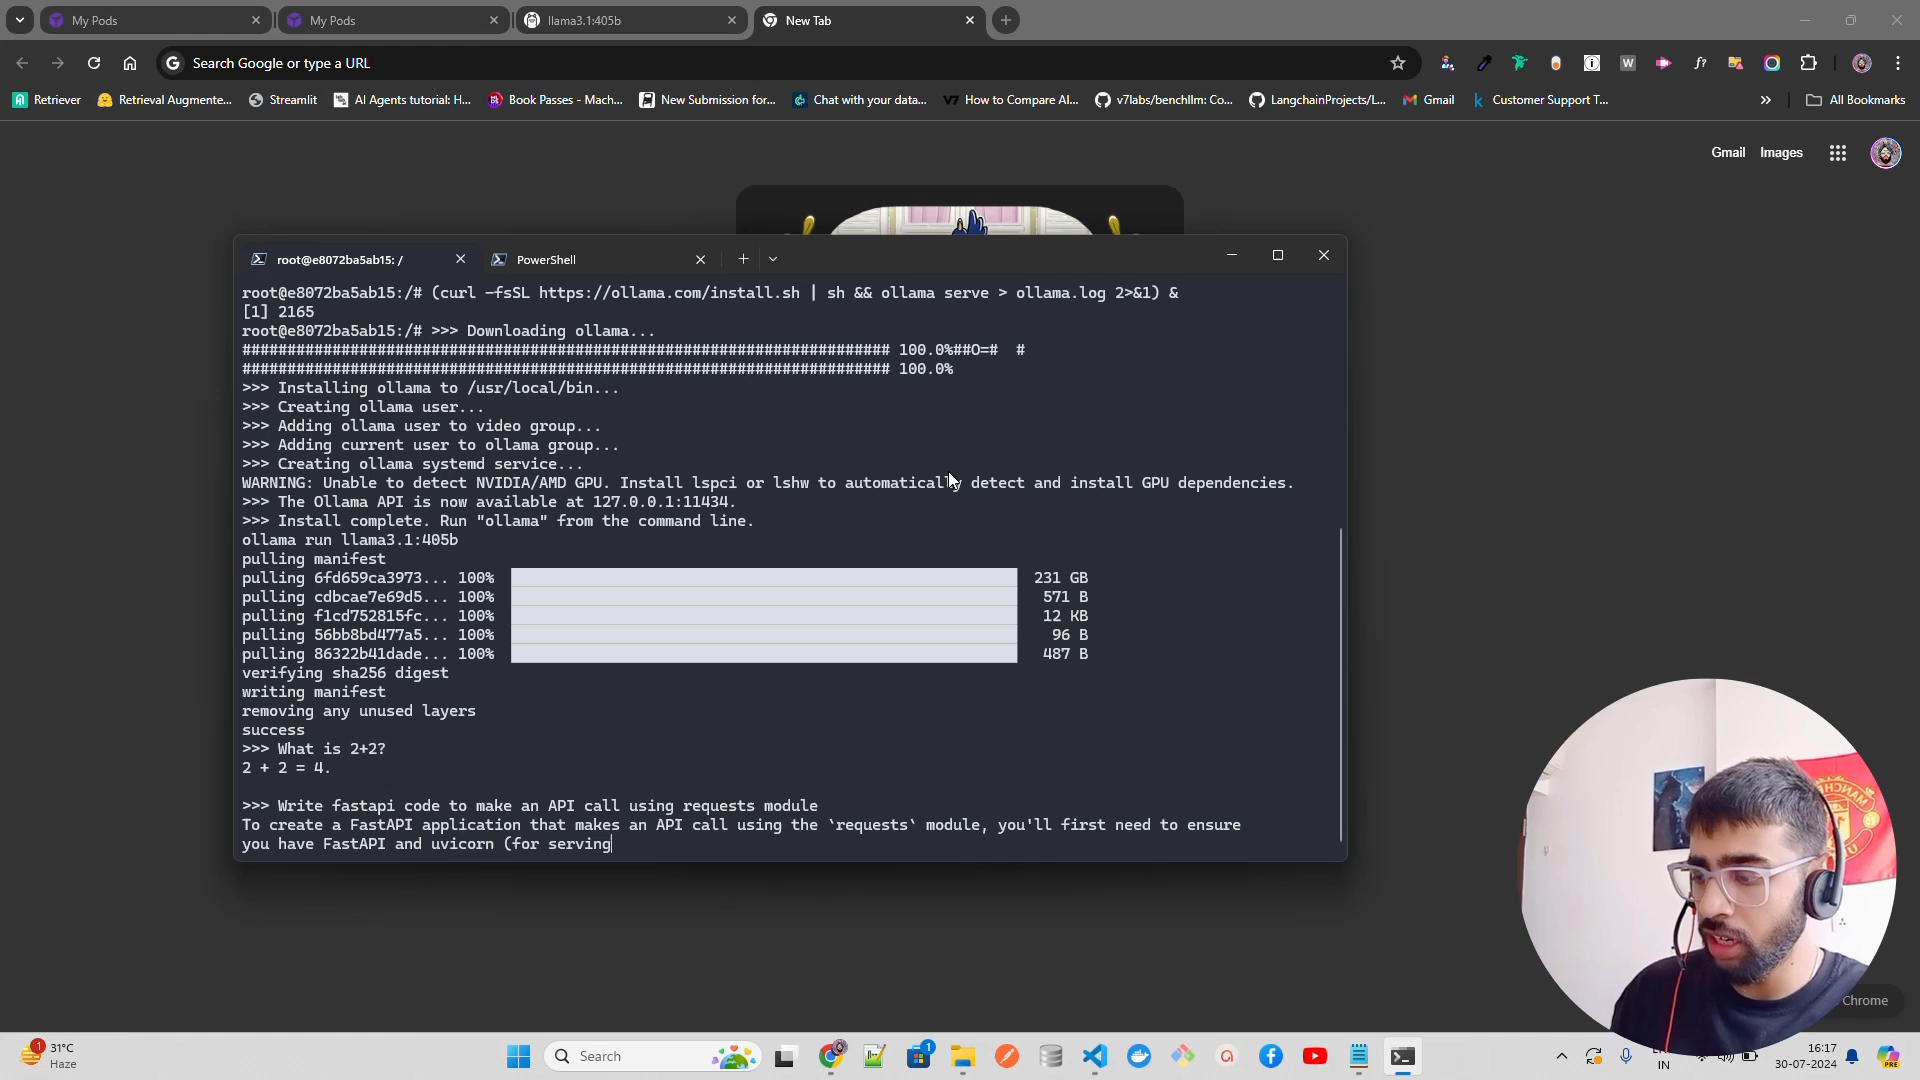 My Pods
My Pods
llama3.1:405b
New Tab
Search Google or type a URL
Retriever
Retrieval Augmente...
Streamlit
AI Agents tutorial: H...
Book Passes - Mach...
New Submission for...
Chat with your data...
How to Compare AI...
v7labs/benchllm: Co...
LangchainProjects/L...
Gmail
Customer Support T...
All Bookmarks
Gmail
Images
root@e8072ba5ab15: /
PowerShell
root@e8072ba5ab15:/# (curl -fsSL https://ollama.com/install.sh | sh && ollama serve > ollama.log 2>&1) &
[1] 2165
root@e8072ba5ab15:/# >>> Downloading ollama...
######################################################################## 100.0%##O=#  #
######################################################################## 100.0%
>>> Installing ollama to /usr/local/bin...
>>> Creating ollama user...
>>> Adding ollama user to video group...
>>> Adding current user to ollama group...
>>> Creating ollama systemd service...
WARNING: Unable to detect NVIDIA/AMD GPU. Install lspci or lshw to automatically detect and install GPU dependencies.
>>> The Ollama API is now available at 127.0.0.1:11434.
>>> Install complete. Run "ollama" from the command line.
ollama run llama3.1:405b
pulling manifest
pulling 6fd659ca3973... 100% 231 GB
pulling cdbcae7e69d5... 100% 571 B
pulling f1cd752815fc... 100% 12 KB
pulling 56bb8bd477a5... 100% 96 B
pulling 86322b41dade... 100% 487 B
verifying sha256 digest
writing manifest
removing any unused layers
success
>>> What is 2+2?
2 + 2 = 4.
>>> Write fastapi code to make an API call using requests module
To create a FastAPI application that makes an API call using the `requests` module, you'll first need to ensure
you have FastAPI and uvicorn (for serving
Chrome
1
31°C
Haze
Search
1
IN
16:17
30-07-2024